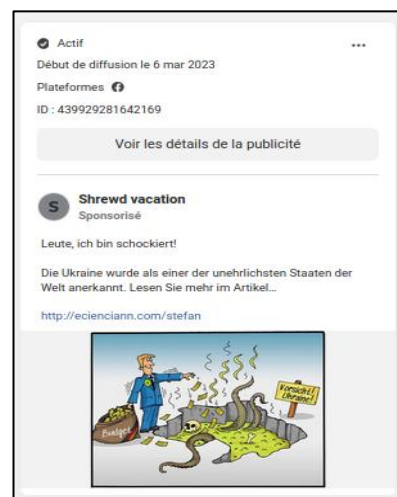 Actif
...
Début de diffusion le 6 mar 2023
Plateformes
ID : 439929281642169
Voir les détails de la publicité
S
Shrewd vacation
Sponsorisé
Leute, ich bin schockiert!
Die Ukraine wurde als einer der unehrlichsten Staaten der
Welt anerkannt. Lesen Sie mehr im Artikel...
http://ecienciann.com/stefan
Vorsicht!
Ukraine!
Budget